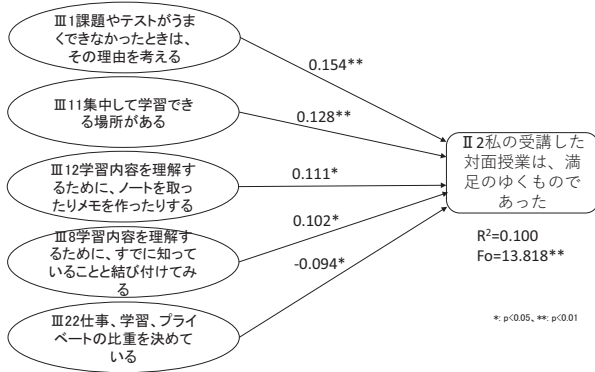 Ⅲ1課題やテストがうま
くできなかったときは、
その理由を考える
0.154**
Ⅲ11集中して学習でき
る場所がある
0.128**
Ⅲ12学習内容を理解
するために、ノートを取っ
たりメモを作ったりする
0.111*
Ⅲ8学習内容を理解す
るために、すでに知って
いることと結び付けてみ
る
0.102*
Ⅲ22仕事、学習、プライ
ベートの比重を決めて
いる
-0.094*
Ⅱ2私の受講した
対面授業は、満
足のゆくもので
あった
R²=0.100
Fo=13.818**
*: p<0.05、**: p<0.01